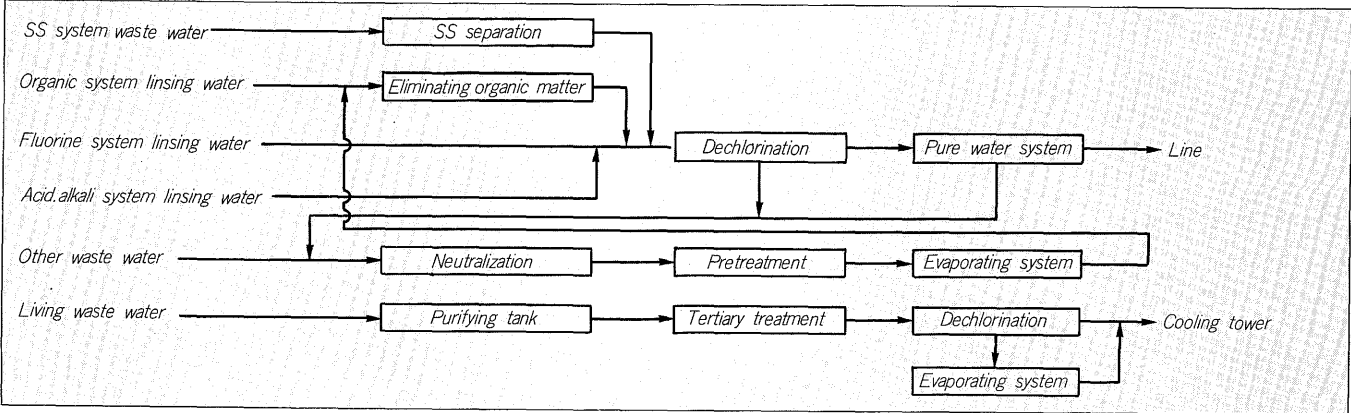 SS system waste water
SS separation
Organic system linsing water
Eliminating organic matter
Fluorine system linsing water
Dechlorination
Pure water system
Line
Acid.alkali system linsing water
Other waste water
Neutralization
Pretreatment
Evaporating system
Living waste water
Purifying tank
Tertiary treatment
Dechlorination
Cooling tower
Evaporating system